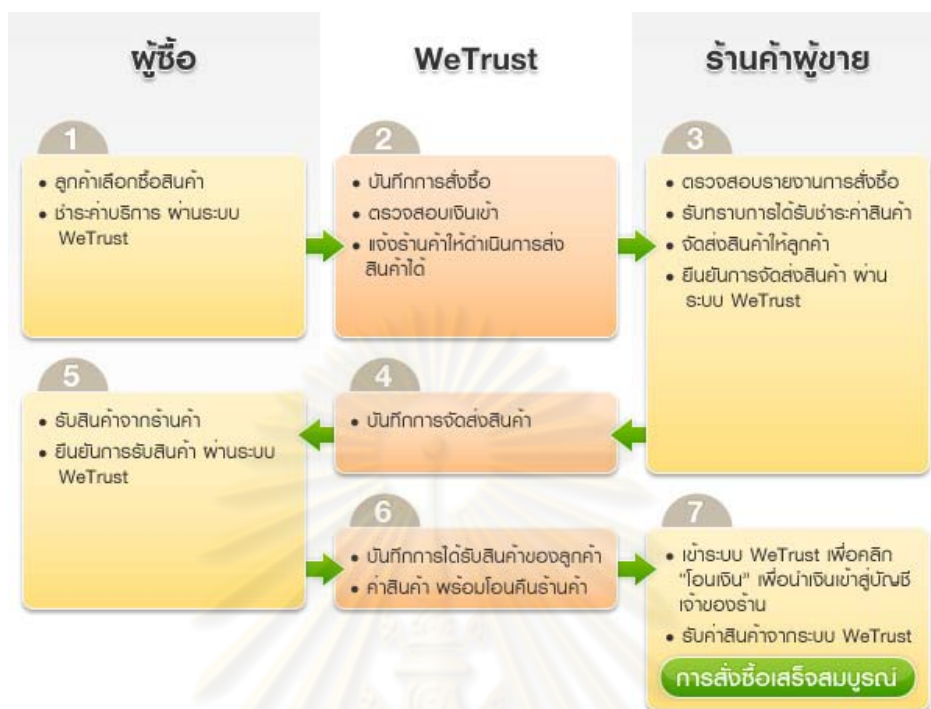 ผู้ซื้อ
WeTrust
ร้านค้าผู้ขาย
1
• ลูกค้าเลือกซื้อสินค้า
• ชำระค่าบริการ ผ่านระบบ
WeTrust
2
• บันทึกการสั่งซื้อ
• ตรวจสอบเงินเข้า
• แจ้งร้านค้าให้ดำเนินการส่ง
สินค้าได้
3
• ตรวจสอบรายงานการสั่งซื้อ
• รับทราบการได้รับชำระค่าสินค้า
• จัดส่งสินค้าให้ลูกค้า
• ยืนยันการจัดส่งสินค้า ผ่าน
ระบบ WeTrust
4
• บันทึกการจัดส่งสินค้า
5
• รับสินค้าจากร้านค้า
• ยืนยันการรับสินค้า ผ่านระบบ
WeTrust
6
• บันทึกการได้รับสินค้าของลูกค้า
• ค่าสินค้า พร้อมโอนคืนร้านค้า
7
• เข้าระบบ WeTrust เพื่อคลิก
"โอนเงิน" เพื่อนำเงินเข้าสู่บัญชี
เจ้าของร้าน
• รับค่าสินค้าจากระบบ WeTrust
การสั่งซื้อเสร็จสมบูรณ์